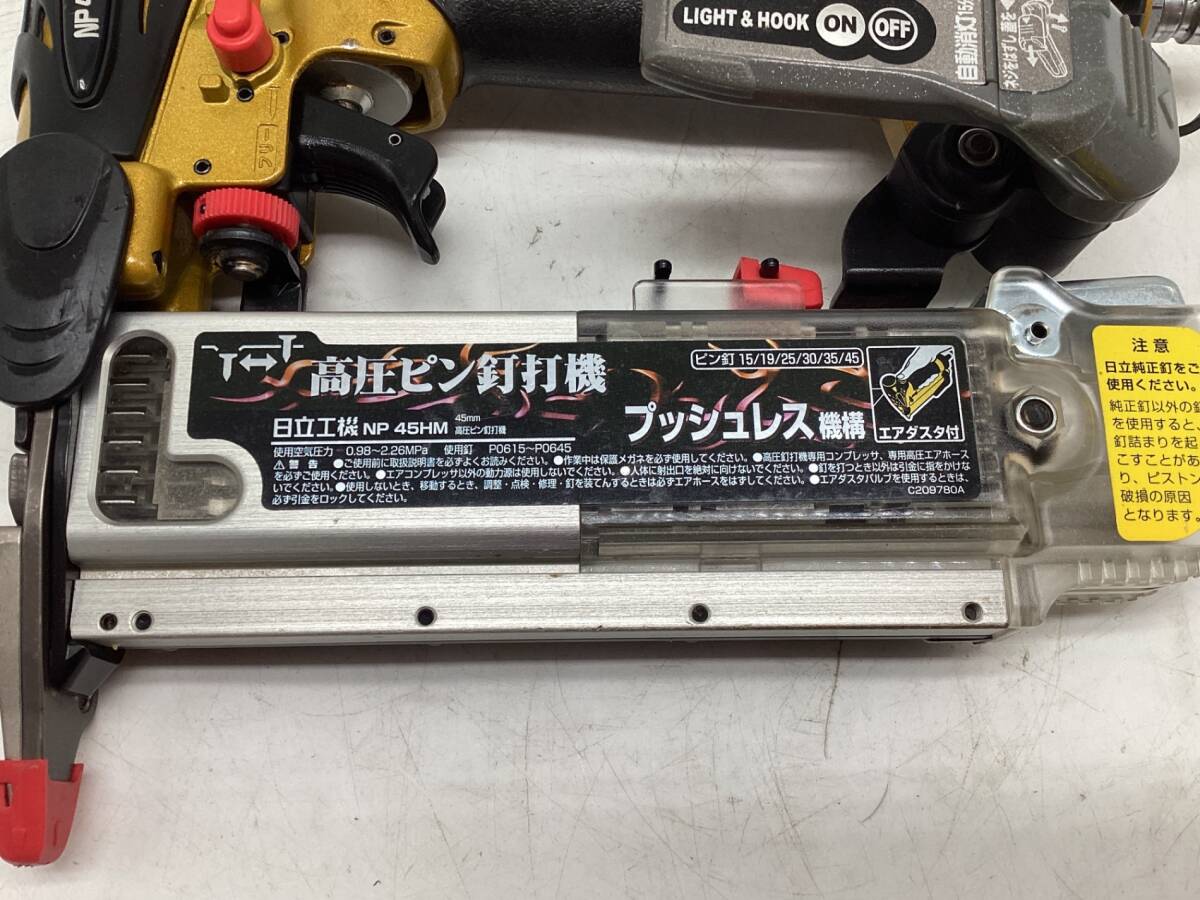 NP 4
LIGHT & HOOK ON OFF
自動消灯15分
ネジをはずし蓋を
高圧ピン釘打機
ピン釘 15/19/25/30/35/45
日立工機 NP 45HM 45mm 高圧ピン釘打機
プッシュレス機構
エアダスタ付
使用空気圧力 0.98〜2.26MPa 使用釘 P0615〜P0645
⚠警告 ●ご使用前に取扱説明書を必ずよくお読みください。●作業中は保護メガネを必ず使用してください。●高圧釘打機専用コンプレッサ、専用高圧エアホース
を必ずご使用ください。●エアコンプレッサ以外の動力源は使用しないでください。●人体に射出口を絶対に向けないでください。●釘を打つとき以外は引金に指をかけな
いでください。●使用しないとき、移動するとき、調整・点検・修理・釘を装てんするときは必ずエアホースをはずしてください。●エアダスタバルブを使用するときは、
必ず引金をロックしてください。
C209780A
注意
日立純正釘をご
使用ください。
純正釘以外の釘
を使用すると、
釘詰まりを起
こすことがあ
り、ピストン
破損の原因
となります。